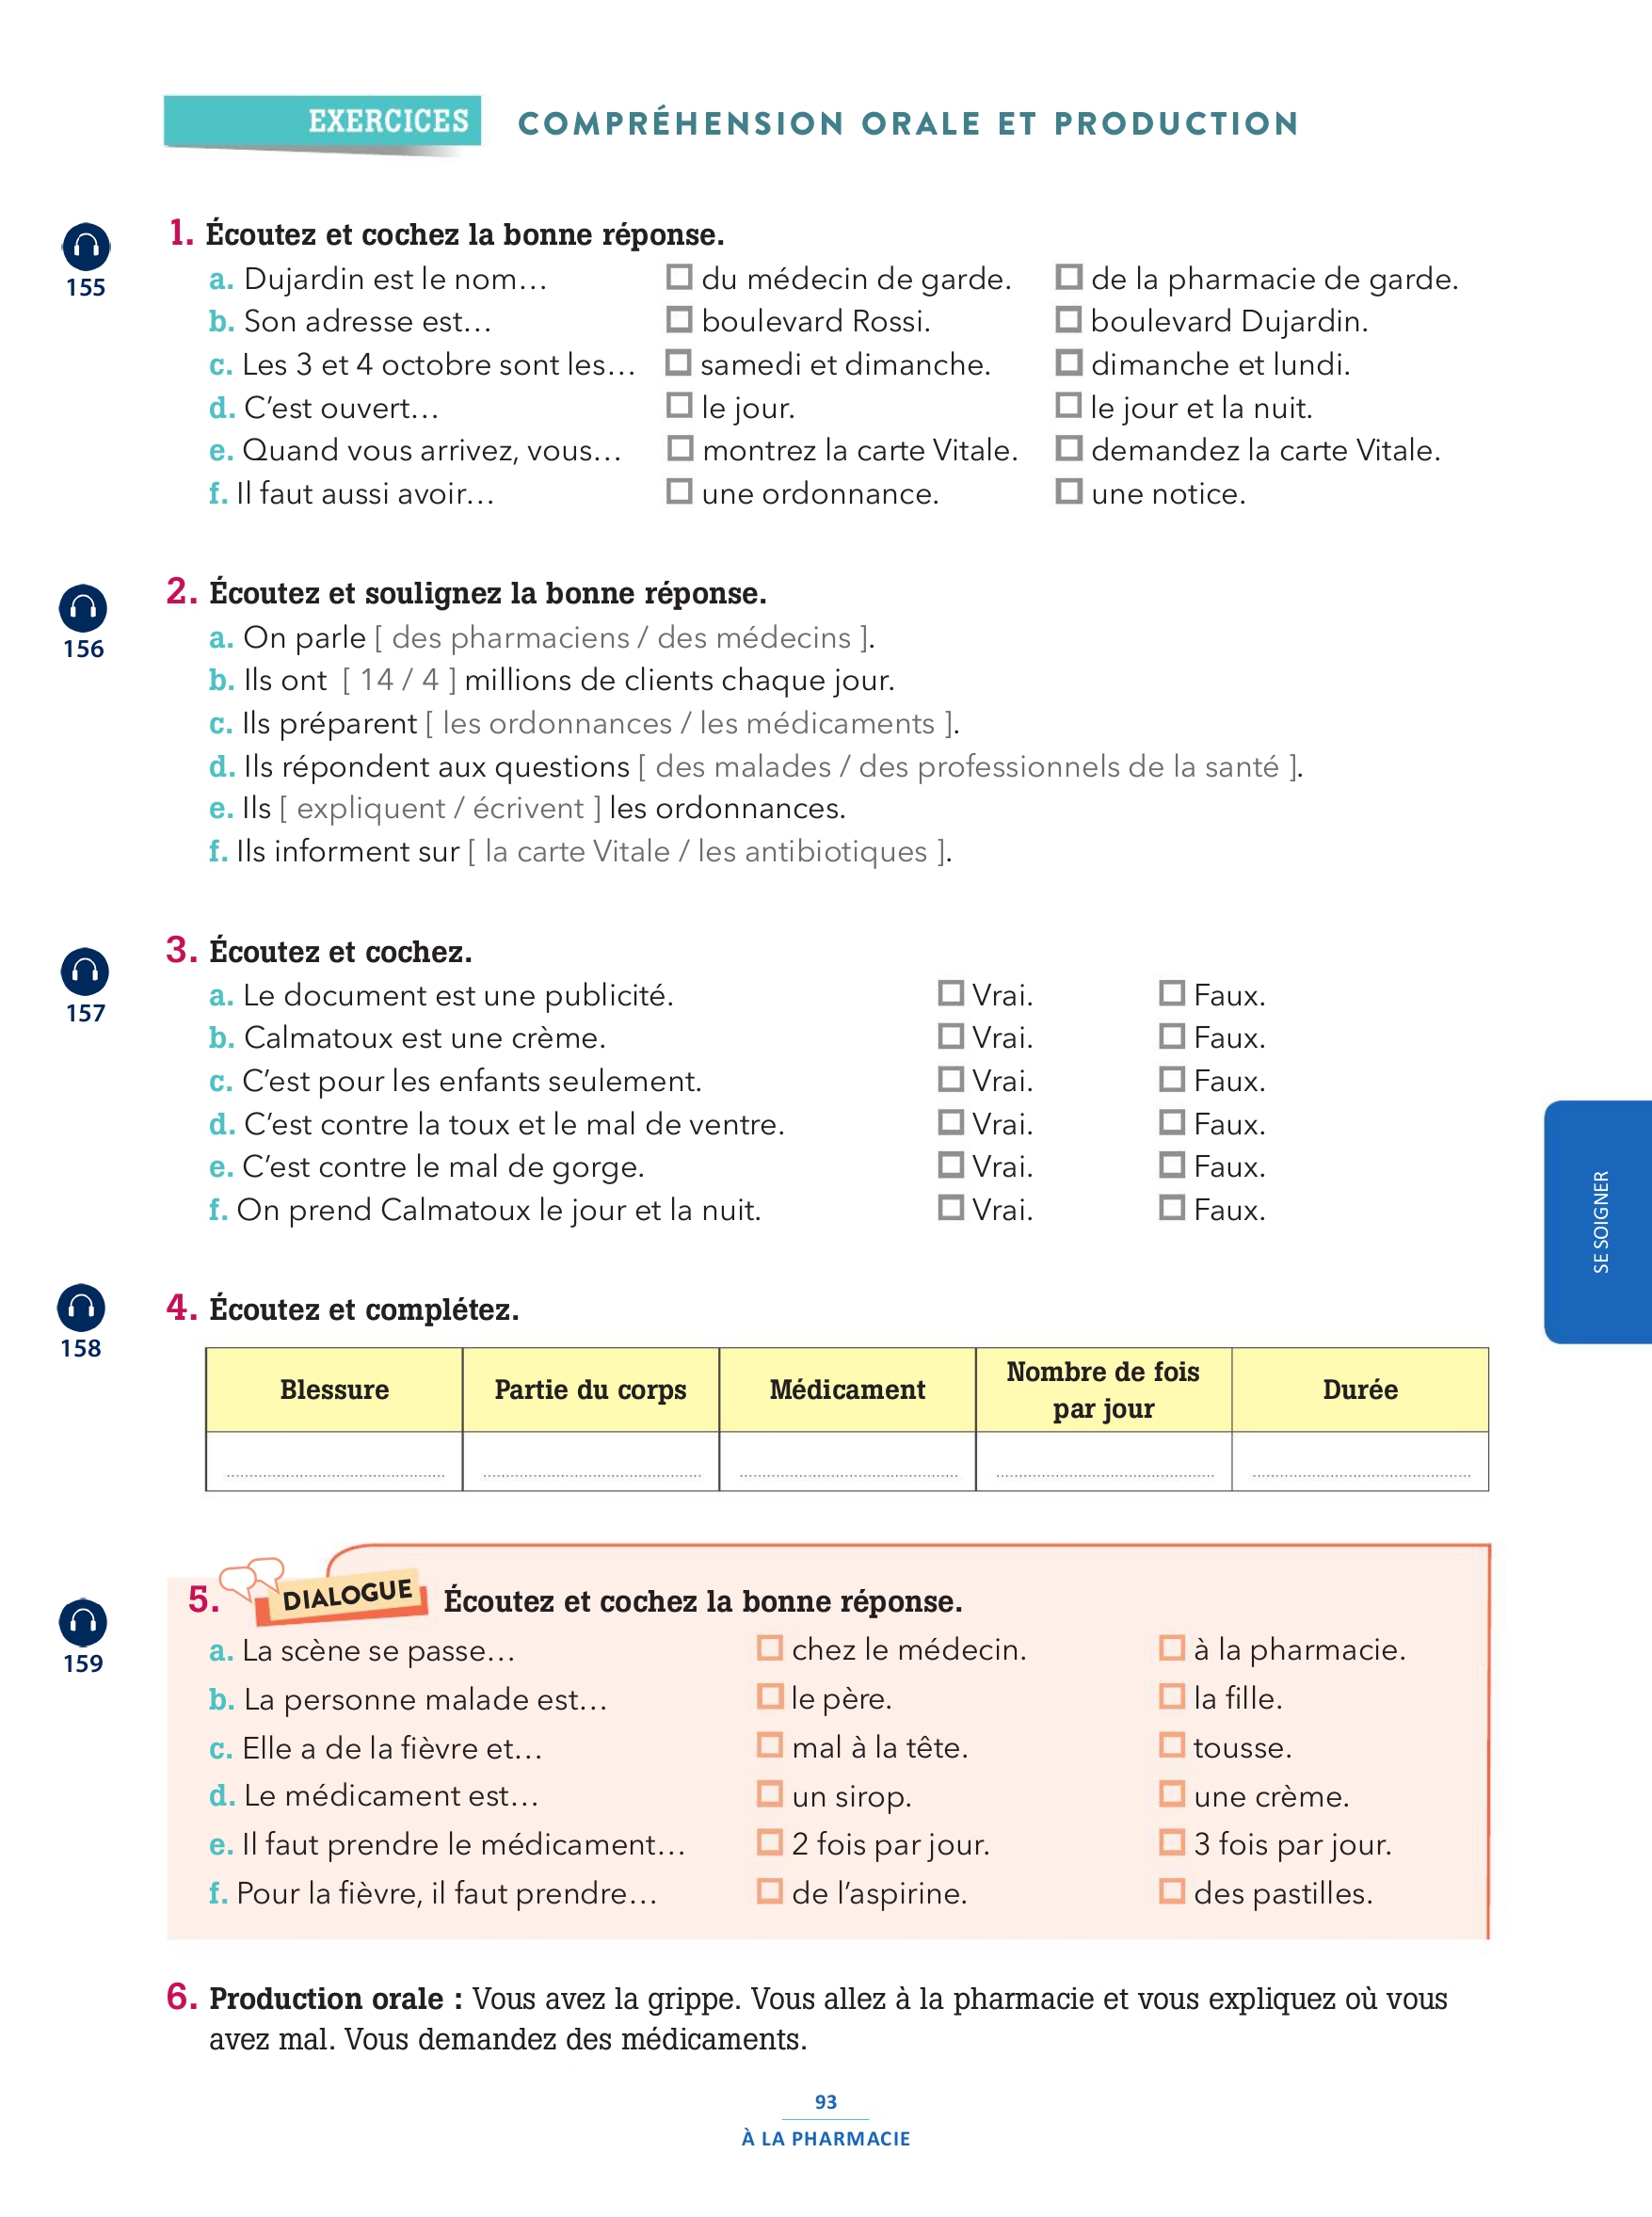 EXERCICES COMPRÉHENSION ORALE ET PRODUCTION
155
1. Écoutez et cochez la bonne réponse.
a. Dujardin est le nom… du médecin de garde. de la pharmacie de garde.
b. Son adresse est… boulevard Rossi. boulevard Dujardin.
c. Les 3 et 4 octobre sont les… samedi et dimanche. dimanche et lundi.
d. C’est ouvert… le jour. le jour et la nuit.
e. Quand vous arrivez, vous… montrez la carte Vitale. demandez la carte Vitale.
f. Il faut aussi avoir… une ordonnance. une notice.
156
2. Écoutez et soulignez la bonne réponse.
a. On parle [ des pharmaciens / des médecins ].
b. Ils ont [ 14 / 4 ] millions de clients chaque jour.
c. Ils préparent [ les ordonnances / les médicaments ].
d. Ils répondent aux questions [ des malades / des professionnels de la santé ].
e. Ils [ expliquent / écrivent ] les ordonnances.
f. Ils informent sur [ la carte Vitale / les antibiotiques ].
157
3. Écoutez et cochez.
a. Le document est une publicité. Vrai. Faux.
b. Calmatoux est une crème. Vrai. Faux.
c. C’est pour les enfants seulement. Vrai. Faux.
d. C’est contre la toux et le mal de ventre. Vrai. Faux.
e. C’est contre le mal de gorge. Vrai. Faux.
f. On prend Calmatoux le jour et la nuit. Vrai. Faux.
SE SOIGNER
158
4. Écoutez et complétez.
Blessure Partie du corps Médicament Nombre de fois par jour Durée
159
5. DIALOGUE Écoutez et cochez la bonne réponse.
a. La scène se passe… chez le médecin. à la pharmacie.
b. La personne malade est… le père. la fille.
c. Elle a de la fièvre et… mal à la tête. tousse.
d. Le médicament est… un sirop. une crème.
e. Il faut prendre le médicament… 2 fois par jour. 3 fois par jour.
f. Pour la fièvre, il faut prendre… de l’aspirine. des pastilles.
6. Production orale : Vous avez la grippe. Vous allez à la pharmacie et vous expliquez où vous
avez mal. Vous demandez des médicaments.
93
À LA PHARMACIE